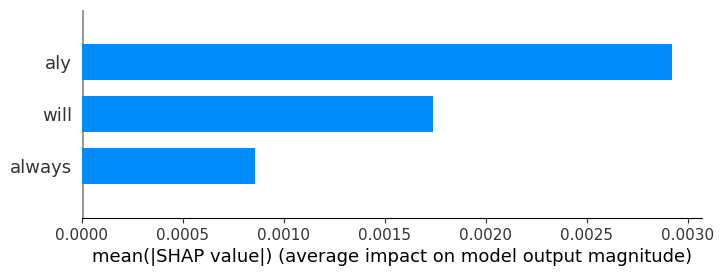 aly
will
always
0.0000 0.0005 0.0010 0.0015 0.0020 0.0025 0.0030
mean(|SHAP value|) (average impact on model output magnitude)